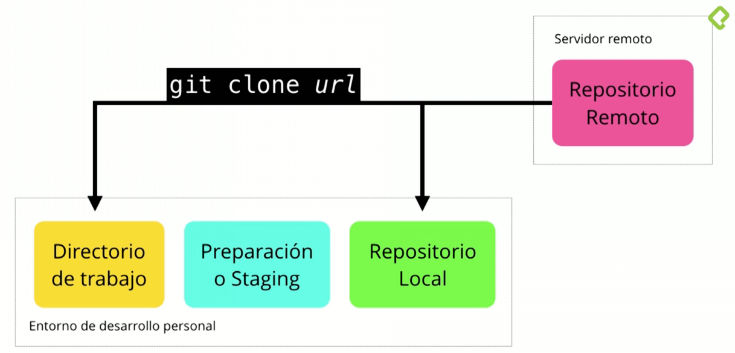 Servidor remoto
git clone url
Repositorio
Remoto
Directorio
de trabajo
Preparación
o Staging
Repositorio
Local
Entorno de desarrollo personal